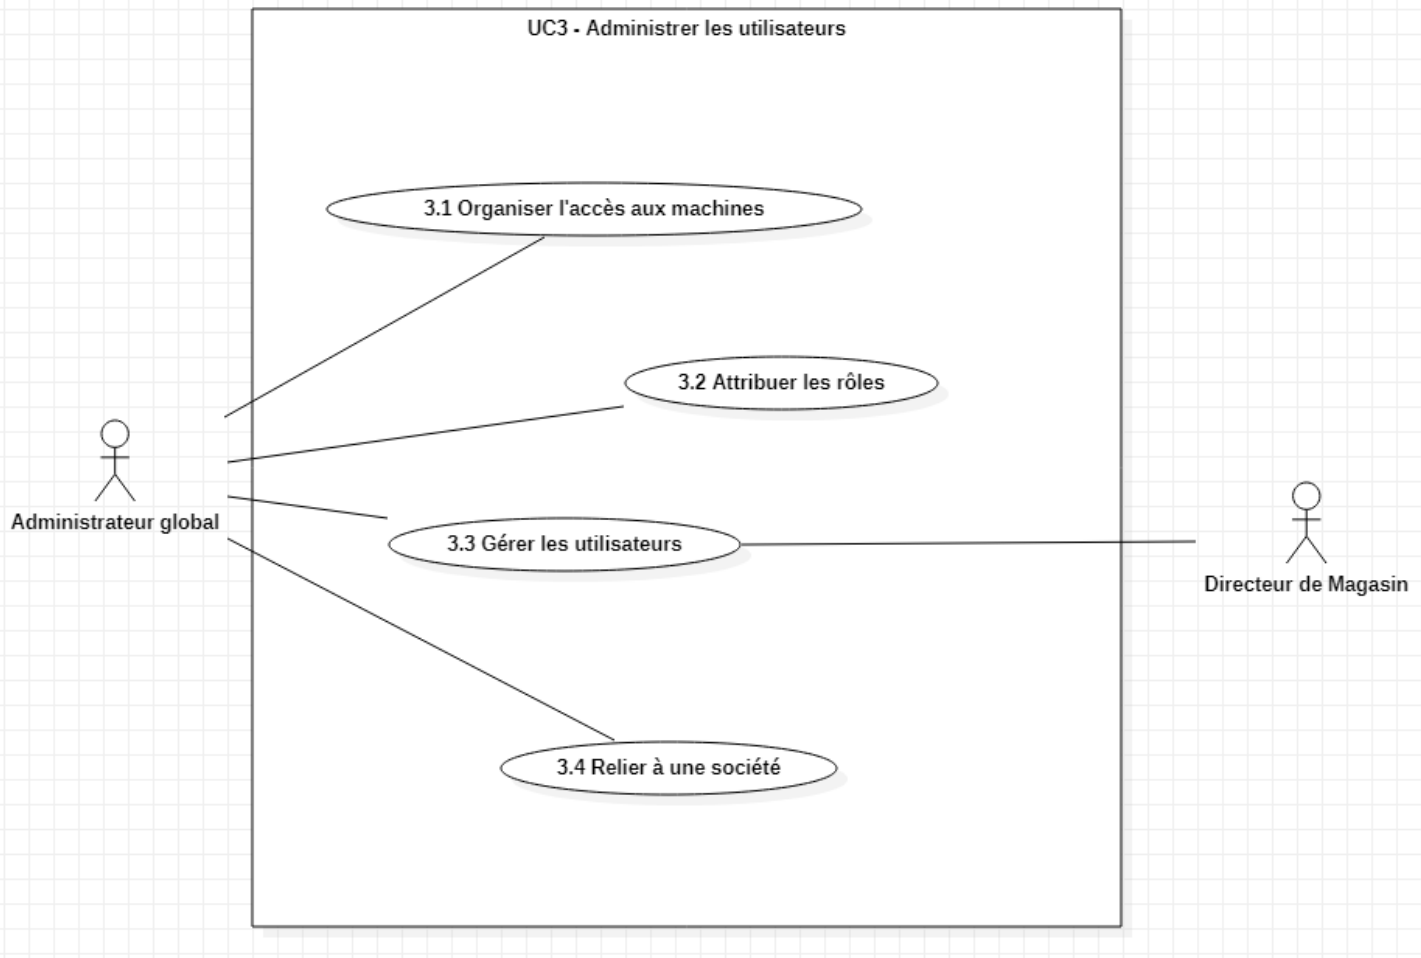 UC3 - Administrer les utilisateurs
3.1 Organiser l'accès aux machines
3.2 Attribuer les rôles
Administrateur global
3.3 Gérer les utilisateurs
Directeur de Magasin
3.4 Relier à une société